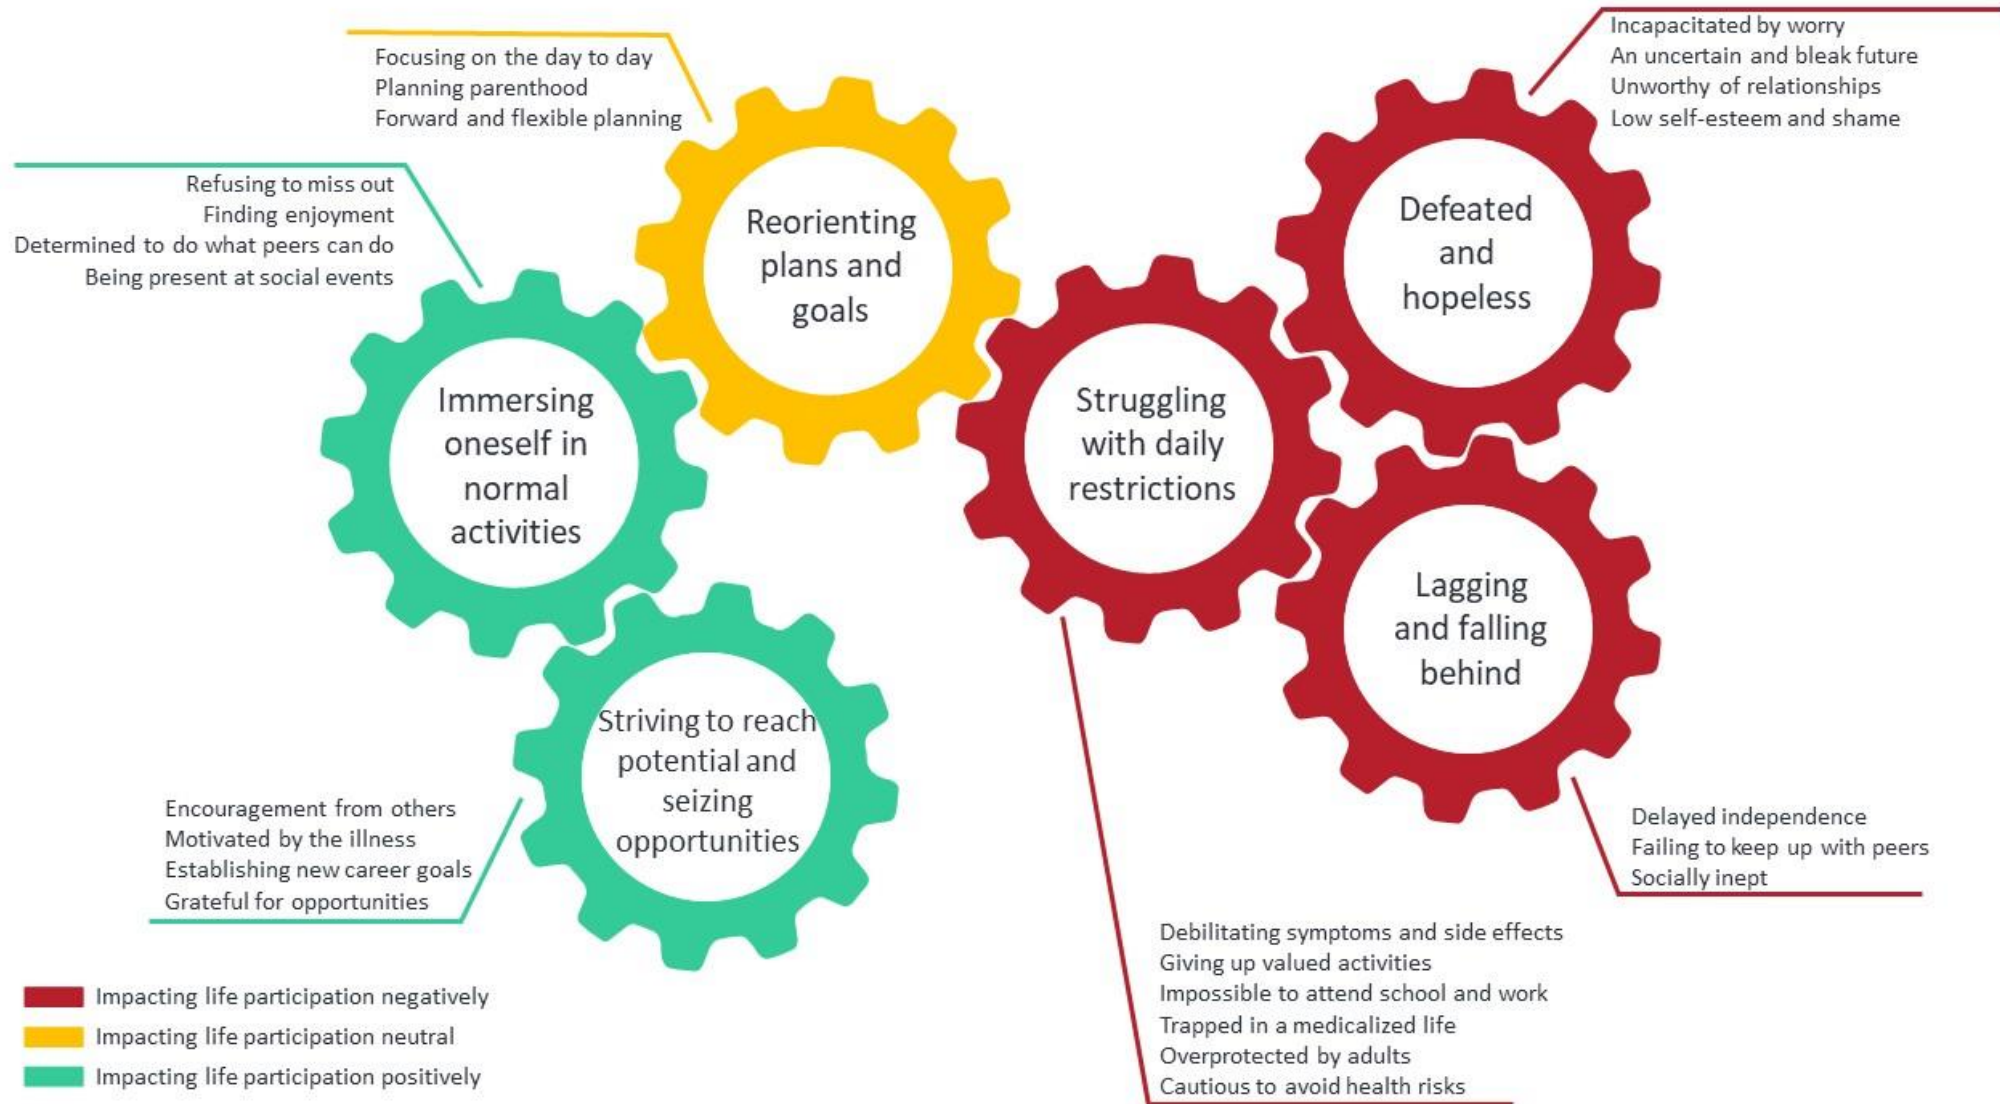 Focusing on the day to day
Planning parenthood
Forward and flexible planning
Reorienting
plans and
goals
Refusing to miss out
Finding enjoyment
Determined to do what peers can do
Being present at social events
Immersing
oneself in
normal
activities
Striving to reach
potential and
seizing
opportunities
Encouragement from others
Motivated by the illness
Establishing new career goals
Grateful for opportunities
Incapacitated by worry
An uncertain and bleak future
Unworthy of relationships
Low self-esteem and shame
Defeated
and
hopeless
Struggling
with daily
restrictions
Lagging
and falling
behind
Delayed independence
Failing to keep up with peers
Socially inept
Debilitating symptoms and side effects
Giving up valued activities
Impossible to attend school and work
Trapped in a medicalized life
Overprotected by adults
Cautious to avoid health risks
Impacting life participation negatively
Impacting life participation neutral
Impacting life participation positively